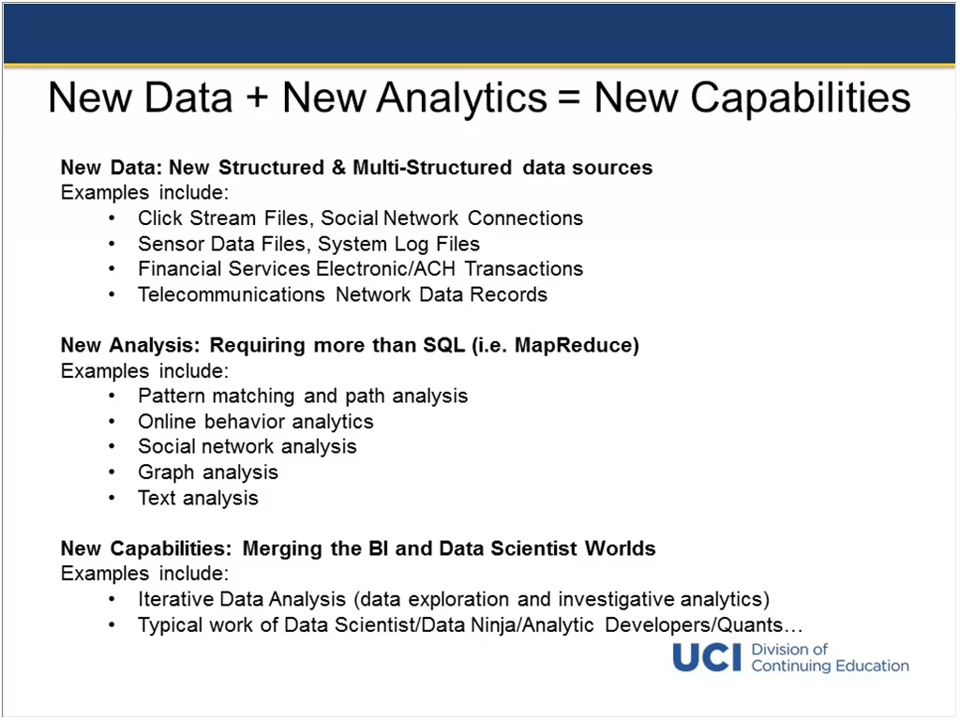 New Data + New Analytics = New Capabilities
New Data: New Structured & Multi-Structured data sources
Examples include:
• Click Stream Files, Social Network Connections
• Sensor Data Files, System Log Files
• Financial Services Electronic/ACH Transactions
• Telecommunications Network Data Records
New Analysis: Requiring more than SQL (i.e. MapReduce)
Examples include:
• Pattern matching and path analysis
• Online behavior analytics
• Social network analysis
• Graph analysis
• Text analysis
New Capabilities: Merging the BI and Data Scientist Worlds
Examples include:
• Iterative Data Analysis (data exploration and investigative analytics)
• Typical work of Data Scientist/Data Ninja/Analytic Developers/Quants…
UCI Division of
Continuing Education